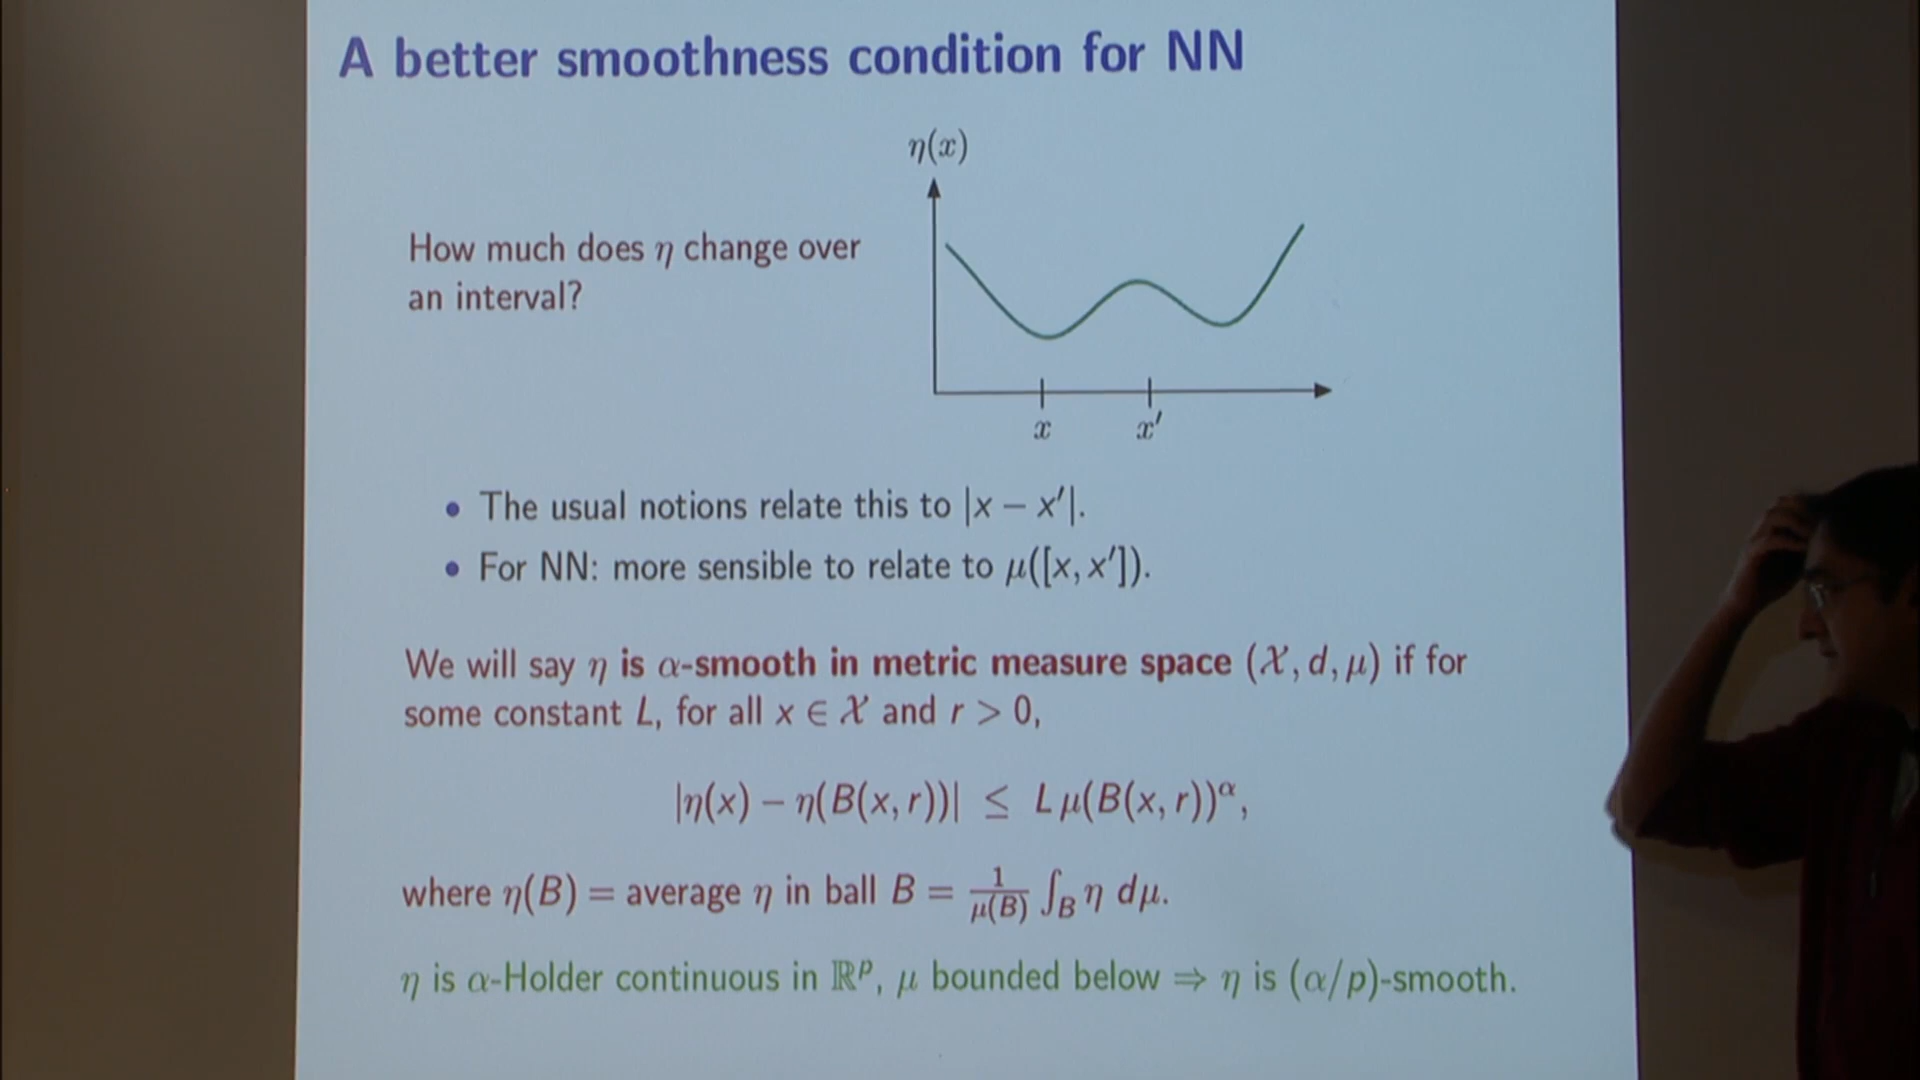 A better smoothness condition for NN
η(x)
How much does η change over
an interval?
x x′
• The usual notions relate this to |x − x′|.
• For NN: more sensible to relate to μ([x, x′]).
We will say η is α-smooth in metric measure space (𝒳, d, μ) if for
some constant L, for all x ∈ 𝒳 and r > 0,
|η(x) − η(B(x, r))| ≤ L μ(B(x, r))^α,
where η(B) = average η in ball B = 1/μ(B) ∫_B η dμ.
η is α-Holder continuous in ℝ^p, μ bounded below ⇒ η is (α/p)-smooth.